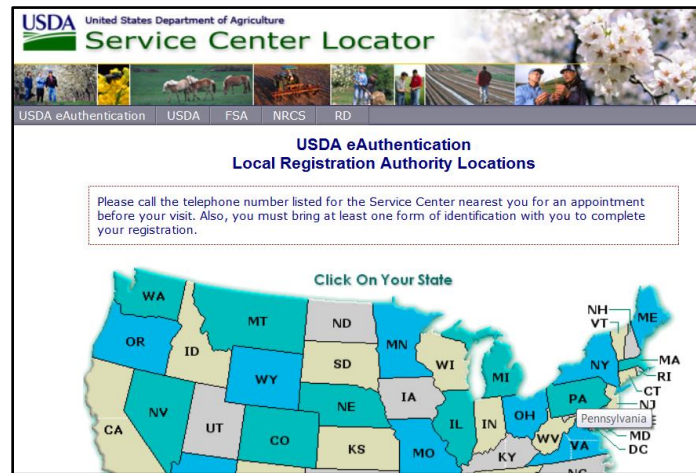 USDA
United States Department of Agriculture
Service Center Locator
USDA eAuthentication USDA FSA NRCS RD
USDA eAuthentication
Local Registration Authority Locations
Please call the telephone number listed for the Service Center nearest you for an appointment
before your visit. Also, you must bring at least one form of identification with you to complete
your registration.
Click On Your State
WA
MT
ND
MN
NH
VT
ME
OR
ID
SD
WI
NY
MA
WY
MI
RI
IA
CT
NE
PA
NJ
NV
IL
IN
OH
Pennsylvania
UT
CO
MD
CA
KS
MO
WV
VA
DC
KY